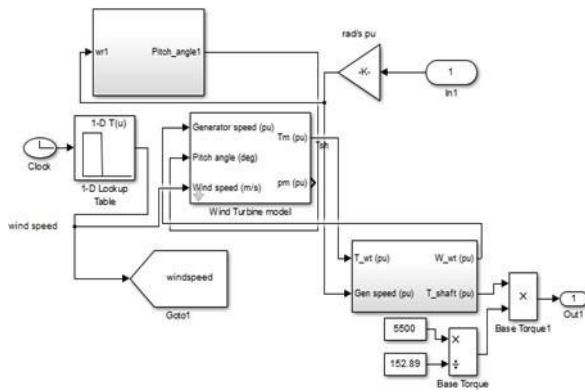 rad/s pu
wr1
Pitch_angle1
-K-
1
In1
1-D T(u)
Clock
1-D Lookup
Table
Generator speed (pu)
Tm (pu)
Tsh
Pitch angle (deg)
pm (pu)
Wind speed (m/s)
Wind Turbine model
wind speed
windspeed
Goto1
T_wt (pu)
W_wt (pu)
Gen speed (pu)
T_shaft (pu)
×
1
Out1
Base Torque1
5500
×
152.89
÷
Base Torque